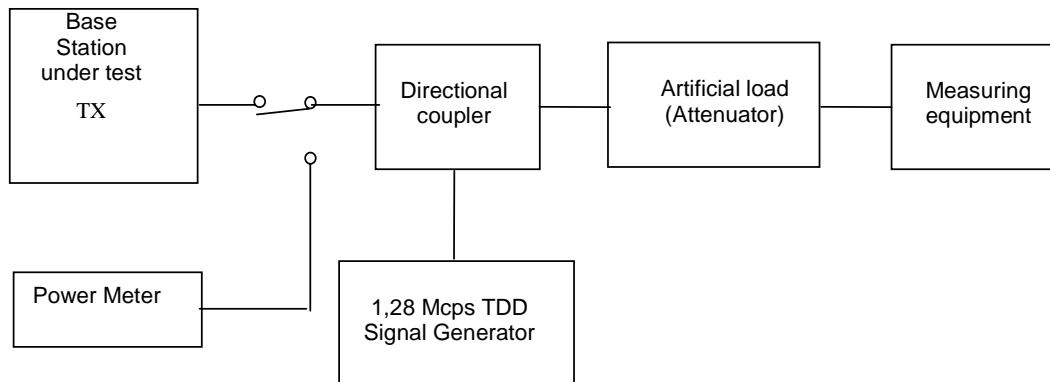 Base
Station
under test
TX
Directional
coupler
Artificial load
(Attenuator)
Measuring
equipment
Power Meter
1,28 Mcps TDD
Signal Generator